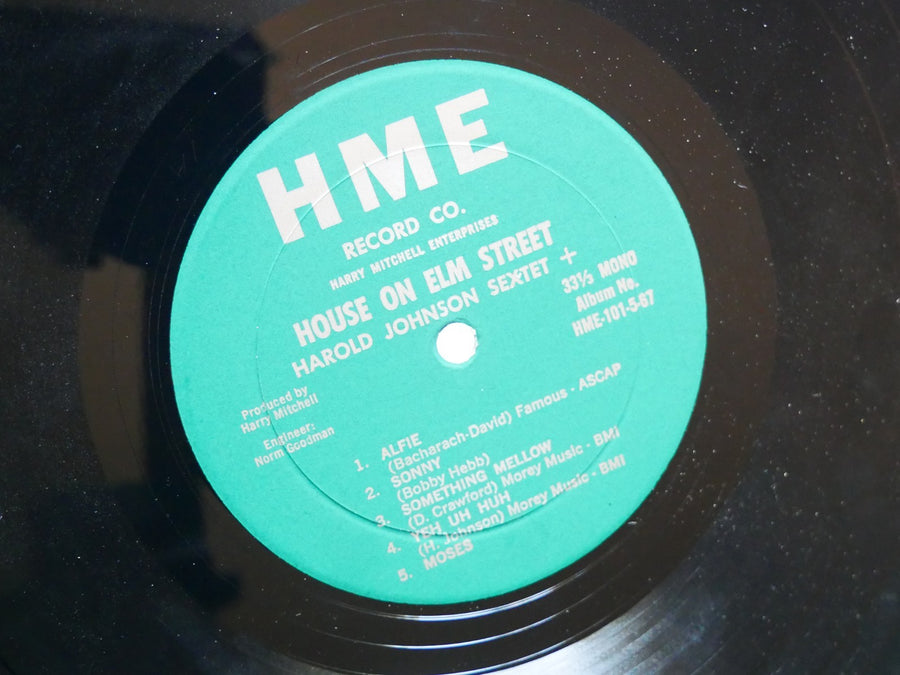 HME
RECORD CO.
HARRY MITCHELL ENTERPRISES
HOUSE ON ELM STREET
HAROLD JOHNSON SEXTET +
33⅓ MONO
Album No.
HME-101-5-67
Produced by
Harry Mitchell
Engineer:
Norm Goodman
1. ALFIE
(Bacharach-David) Famous - ASCAP
2. SONNY
(Bobby Hebb)
3. SOMETHING MELLOW
(D. Crawford) Morey Music - BMI
4. YEH UH HUH
(H. Johnson) Morey Music - BMI
5. MOSES